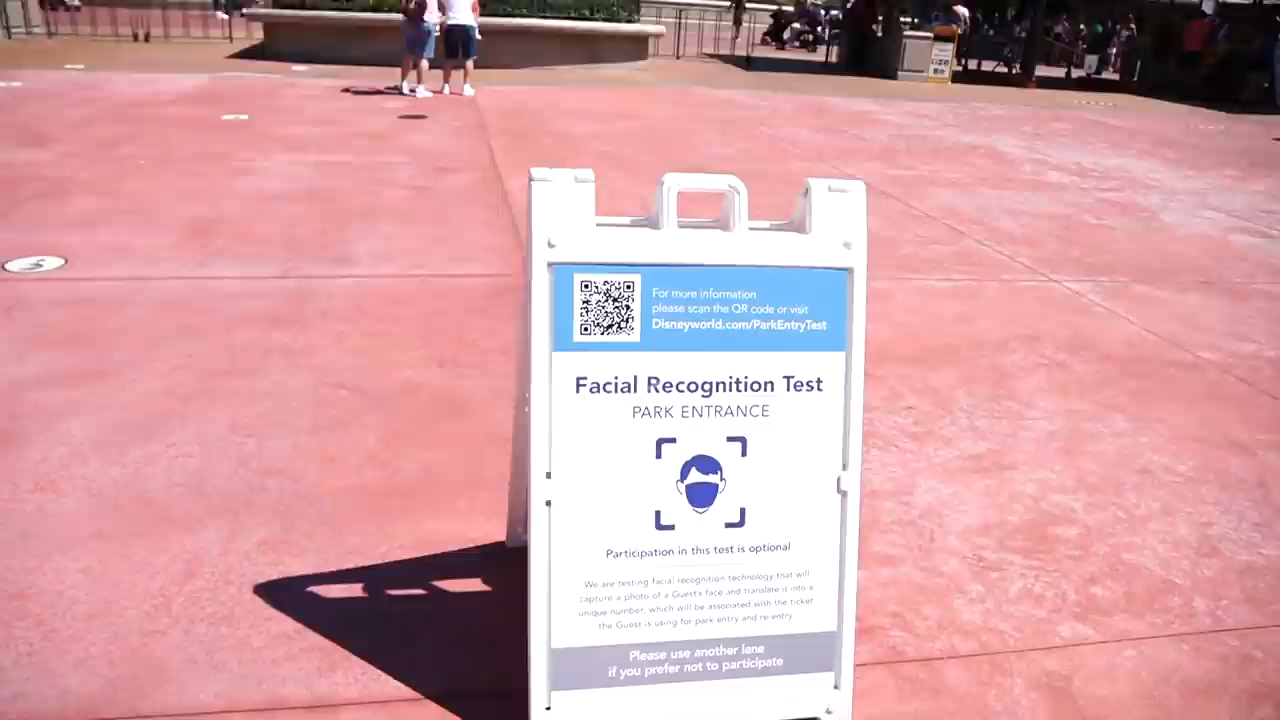 For more information
please scan the QR code or visit
Disneyworld.com/ParkEntryTest
Facial Recognition Test
PARK ENTRANCE
Participation in this test is optional
We are testing facial recognition technology that will
capture a photo of a Guest's face and translate it into a
unique number, which will be associated with the ticket
the Guest is using for park entry and re-entry
Please use another lane
if you prefer not to participate